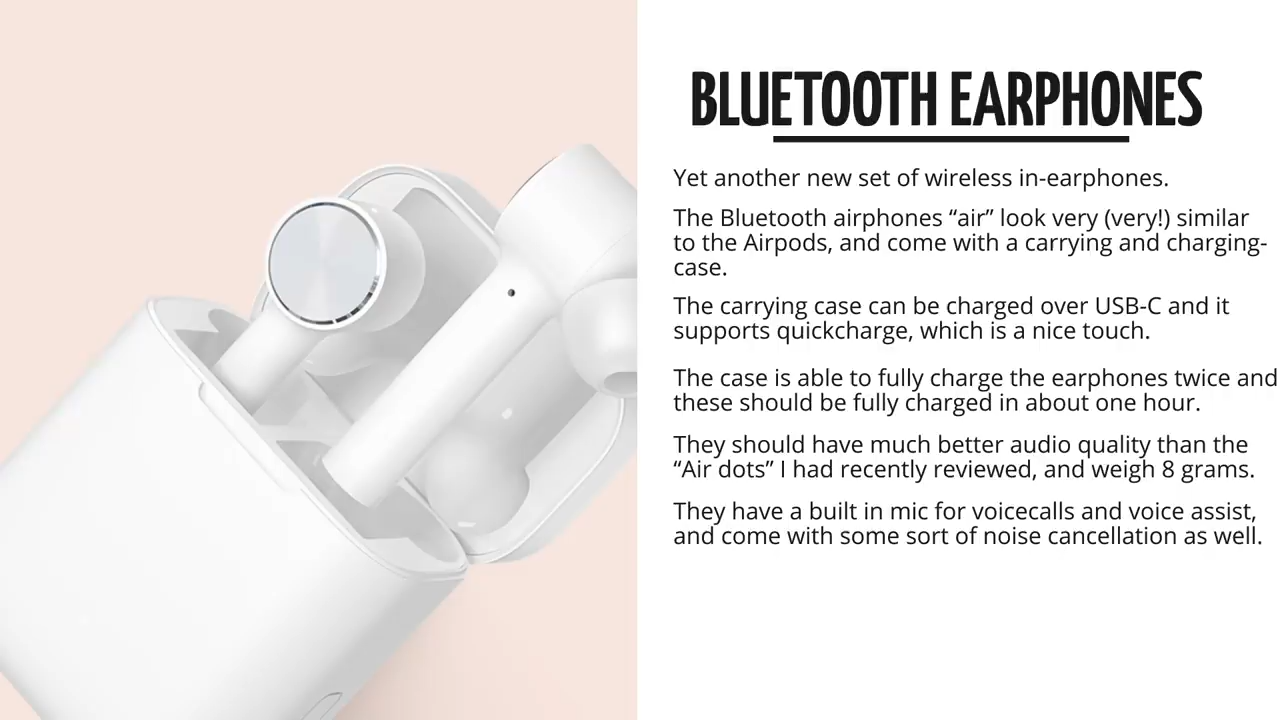 BLUETOOTH EARPHONES
Yet another new set of wireless in-earphones.
The Bluetooth airphones “air” look very (very!) similar
to the Airpods, and come with a carrying and charging-
case.
The carrying case can be charged over USB-C and it
supports quickcharge, which is a nice touch.
The case is able to fully charge the earphones twice and
these should be fully charged in about one hour.
They should have much better audio quality than the
“Air dots” I had recently reviewed, and weigh 8 grams.
They have a built in mic for voicecalls and voice assist,
and come with some sort of noise cancellation as well.